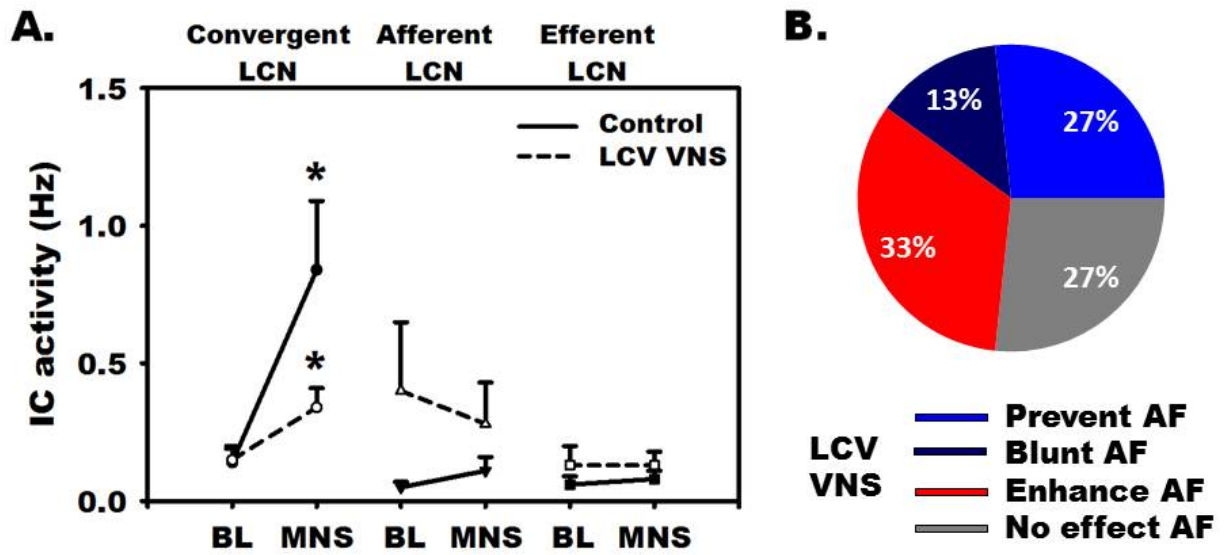 A.
Convergent LCN
Afferent LCN
Efferent LCN
1.5
1.0
0.5
0.0
IC activity (Hz)
Control
LCV VNS
*
*
BL MNS BL MNS BL MNS
B.
13%
27%
33%
27%
LCV VNS
Prevent AF
Blunt AF
Enhance AF
No effect AF